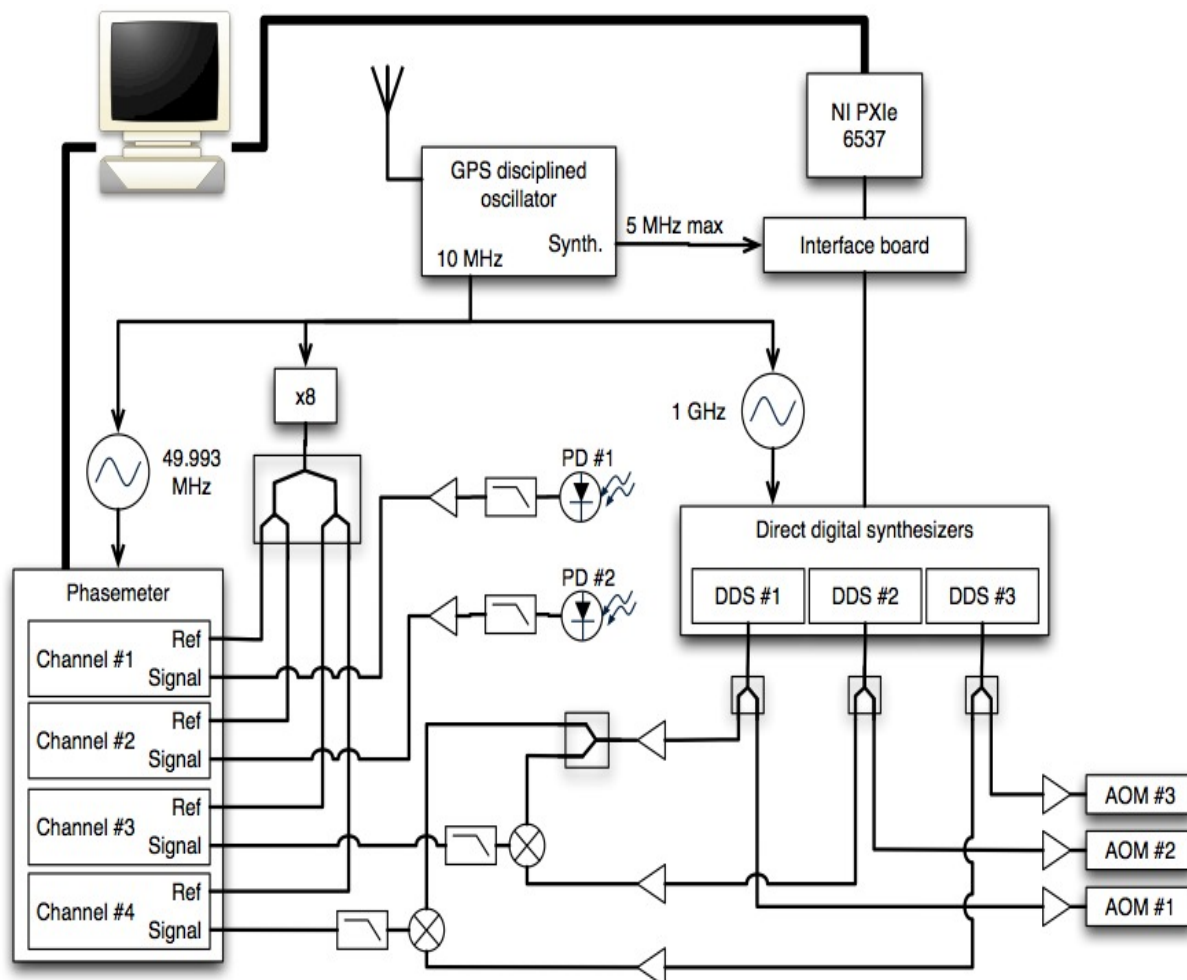 NI PXIe
6537
GPS disciplined
oscillator
Synth.
10 MHz
5 MHz max
Interface board
x8
1 GHz
49.993
MHz
PD #1
PD #2
Direct digital synthesizers
DDS #1
DDS #2
DDS #3
Phasemeter
Channel #1
Ref
Signal
Channel #2
Ref
Signal
Channel #3
Ref
Signal
Channel #4
Ref
Signal
AOM #3
AOM #2
AOM #1